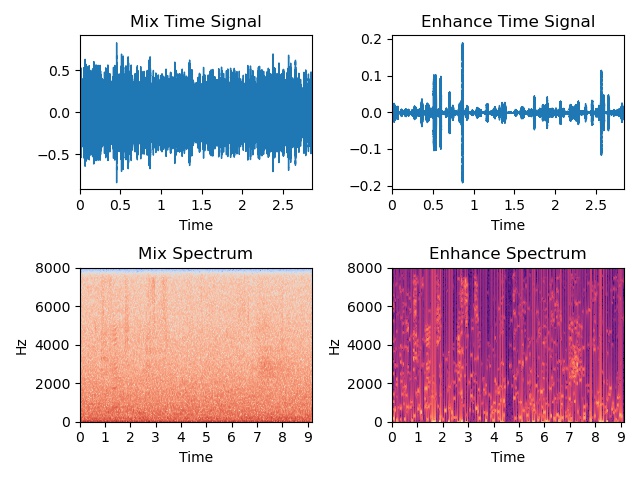 Mix Time Signal
0.5
0.0
−0.5
0 0.5 1 1.5 2 2.5
Time
Enhance Time Signal
0.2
0.1
0.0
−0.1
−0.2
0 0.5 1 1.5 2 2.5
Time
Mix Spectrum
Hz
8000
6000
4000
2000
0
0 1 2 3 4 5 6 7 8 9
Time
Enhance Spectrum
Hz
8000
6000
4000
2000
0
0 1 2 3 4 5 6 7 8 9
Time